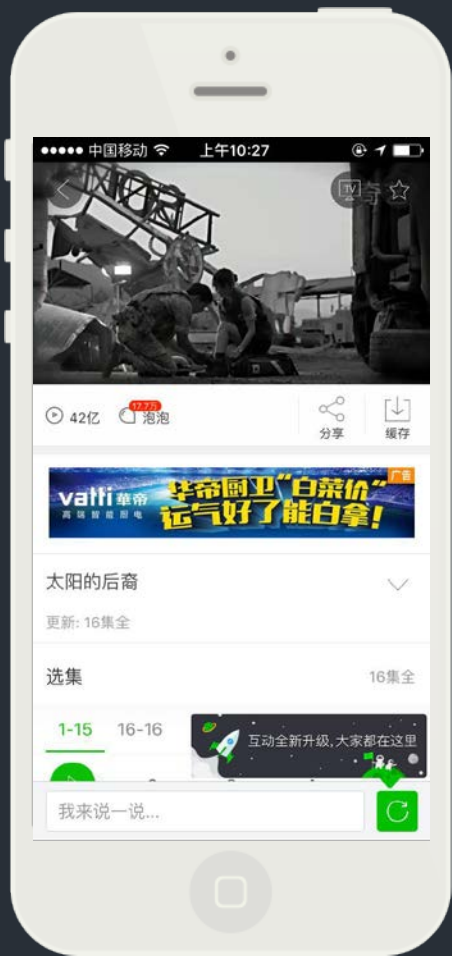 中国移动 上午10:27
TV
奇
42亿 17.7万 泡泡 分享 缓存
广告
vatti 華帝 华帝厨卫“白菜价”
高端智能厨电 运气好了能白拿!
太阳的后裔
更新: 16集全
选集 16集全
1-15 16-16
互动全新升级,大家都在这里
我来说一说...